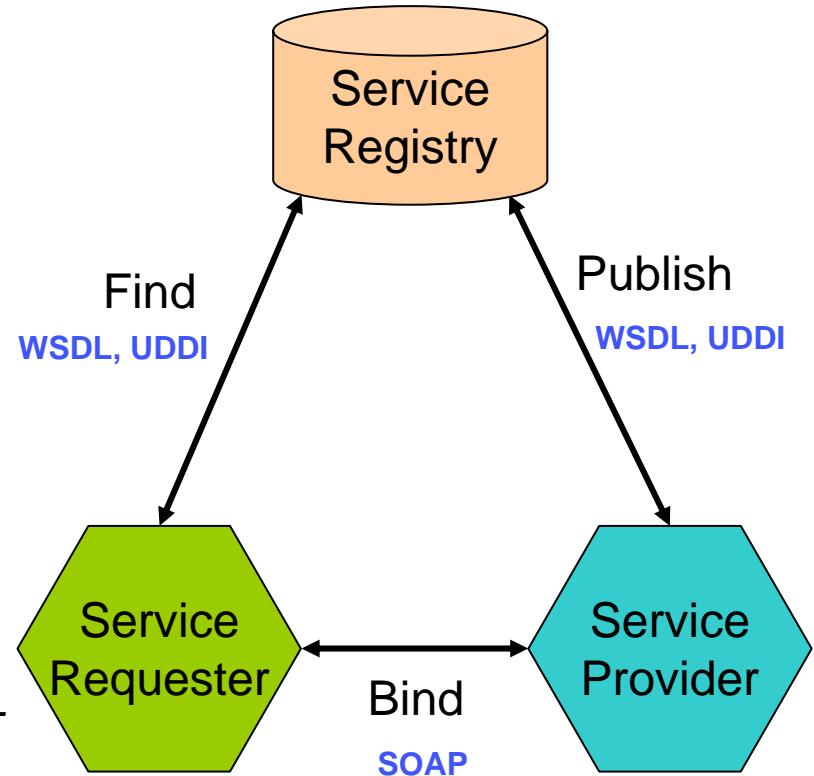 Service
Registry
Find
WSDL, UDDI
Publish
WSDL, UDDI
Service
Requester
Bind
SOAP
Service
Provider